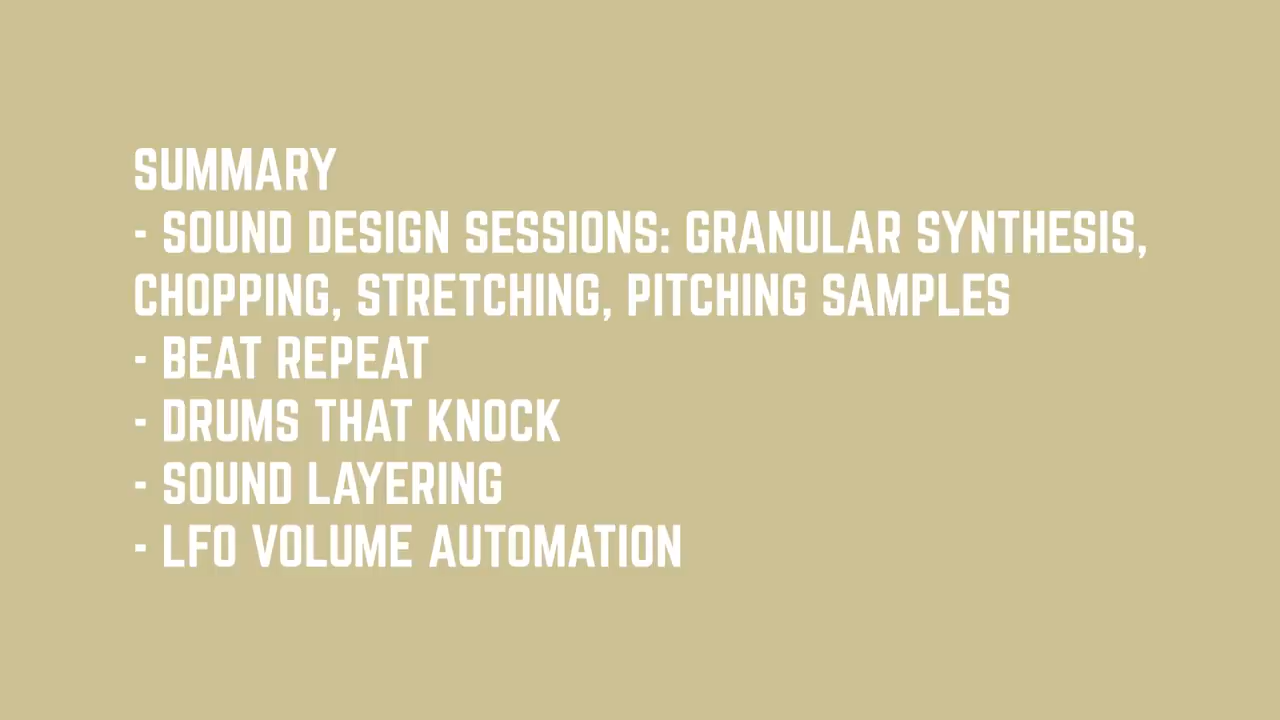 SUMMARY
- SOUND DESIGN SESSIONS: GRANULAR SYNTHESIS,
CHOPPING, STRETCHING, PITCHING SAMPLES
- BEAT REPEAT
- DRUMS THAT KNOCK
- SOUND LAYERING
- LFO VOLUME AUTOMATION